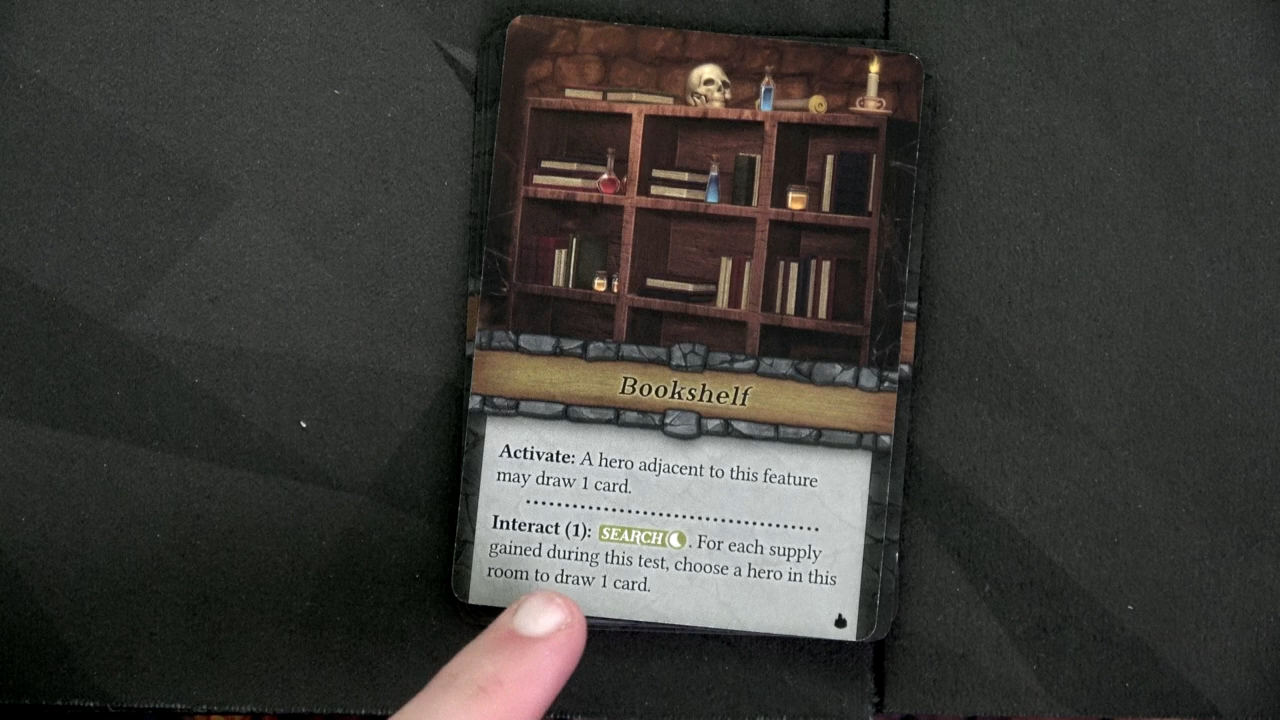 Bookshelf
Activate: A hero adjacent to this feature
may draw 1 card.
Interact (1): SEARCH. For each supply
gained during this test, choose a hero in this
room to draw 1 card.